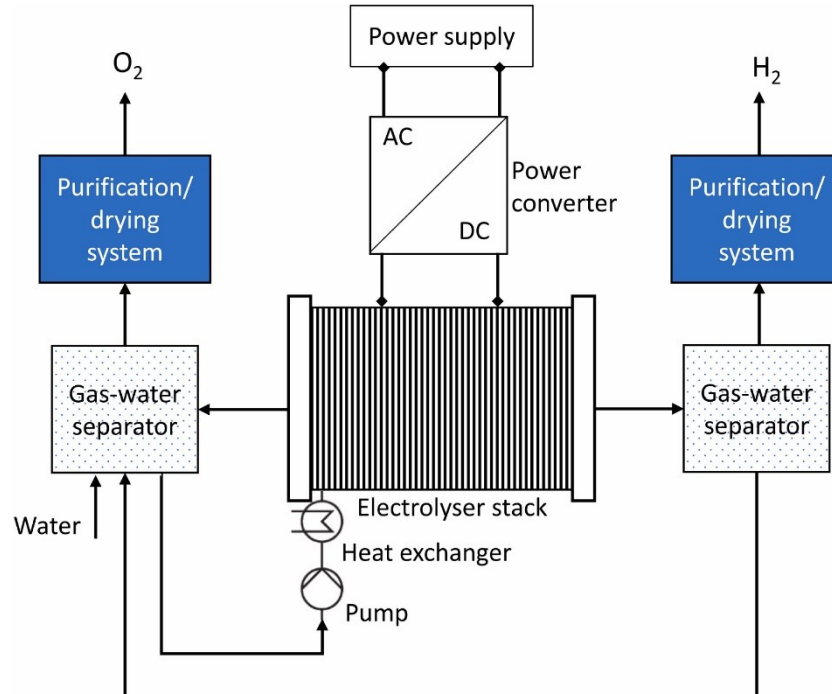 Power supply
O₂
H₂
AC
DC
Power
converter
Purification/
drying
system
Purification/
drying
system
Gas-water
separator
Gas-water
separator
Electrolyser stack
Water
Heat exchanger
Pump